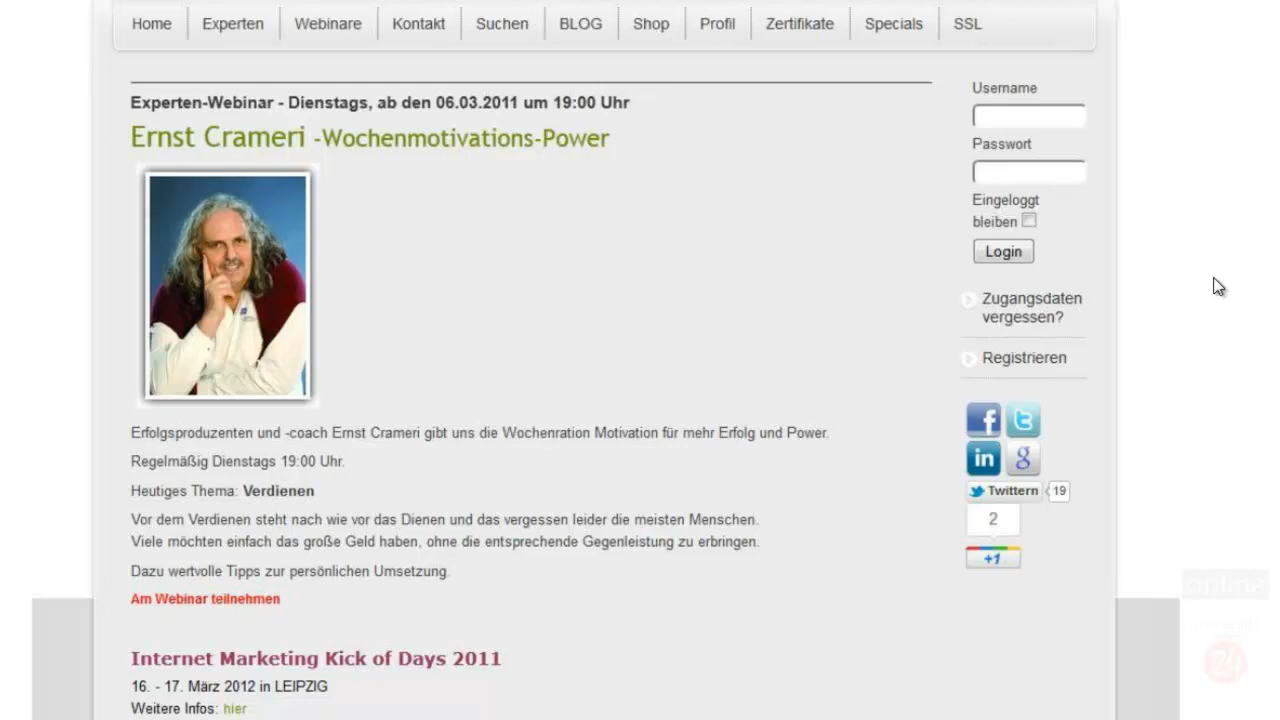 Home Experten Webinare Kontakt Suchen BLOG Shop Profil Zertifikate Specials SSL
Experten-Webinar - Dienstags, ab den 06.03.2011 um 19:00 Uhr
Ernst Crameri -Wochenmotivations-Power
Erfolgsproduzenten und -coach Ernst Crameri gibt uns die Wochenration Motivation für mehr Erfolg und Power.
Regelmäßig Dienstags 19:00 Uhr.
Heutiges Thema: Verdienen
Vor dem Verdienen steht nach wie vor das Dienen und das vergessen leider die meisten Menschen.
Viele möchten einfach das große Geld haben, ohne die entsprechende Gegenleistung zu erbringen.
Dazu wertvolle Tipps zur persönlichen Umsetzung.
Am Webinar teilnehmen
Internet Marketing Kick of Days 2011
16. - 17. März 2012 in LEIPZIG
Weitere Infos: hier
Username
Passwort
Eingeloggt
bleiben
Login
Zugangsdaten
vergessen?
Registrieren
f t
in g
Twittern 19
2
+1
online
24